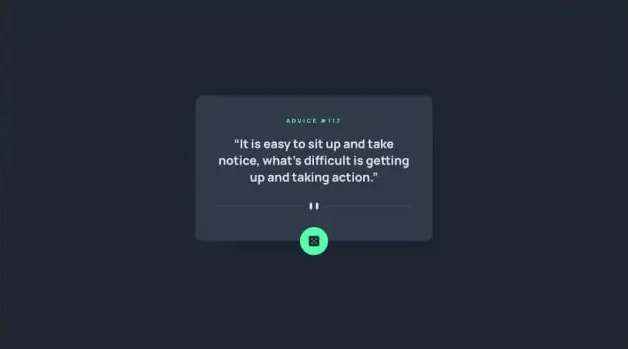 ADVICE #117
“It is easy to sit up and take
notice, what’s difficult is getting
up and taking action.”